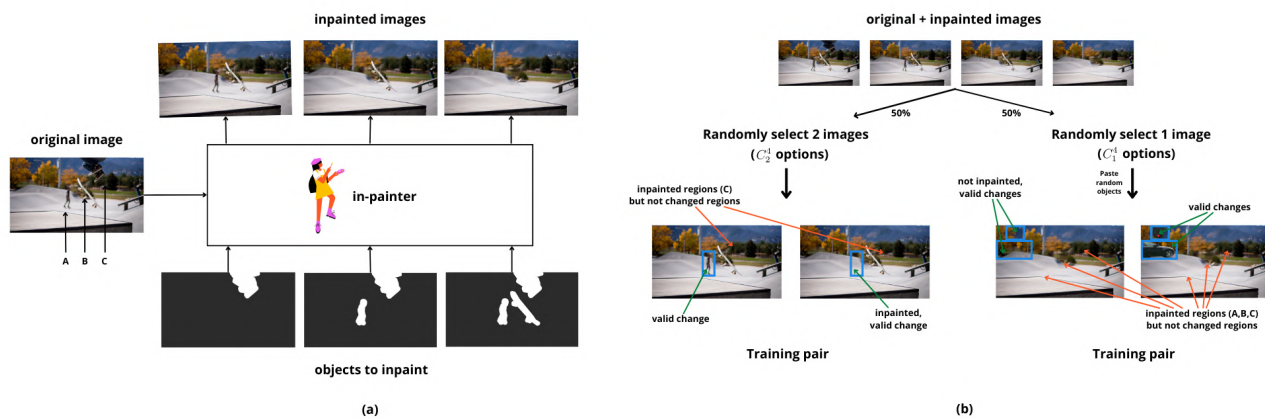 inpainted images
original image
A
B
C
in-painter
objects to inpaint
(a)
original + inpainted images
50%
50%
Randomly select 2 images
(C_2^4 options)
Randomly select 1 image
(C_1^4 options)
Paste
random
objects
inpainted regions (C)
but not changed regions
not inpainted,
valid changes
valid changes
valid change
inpainted,
valid change
inpainted regions (A,B,C)
but not changed regions
Training pair
Training pair
(b)